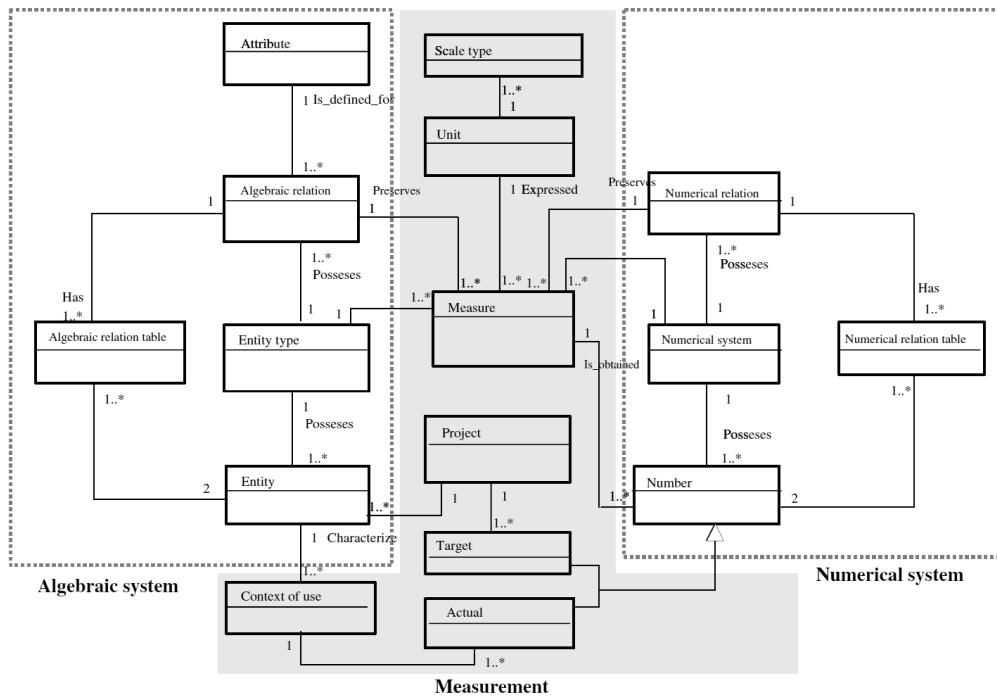 Attribute
Scale type
1 Is_defined_for
1..*
1
Unit
1..*
1 Expressed
Algebraic relation
Preserves
Preserves
Numerical relation
1
1
1
1
1..*
1..*
Posseses
Posseses
1..*
1..*
1..*
1..*
Has
Has
1..*
1
1
1..*
Measure
1
1
1..*
Algebraic relation table
Entity type
1
Numerical system
Numerical relation table
Is_obtained
1..*
1
1
1..*
Posseses
Project
Posseses
1..*
1..*
Entity
2
1..*
1
1
1..*
Number
2
1 Characterize
1..*
Target
1..*
Algebraic system
Numerical system
Context of use
Actual
1
1..*
Measurement